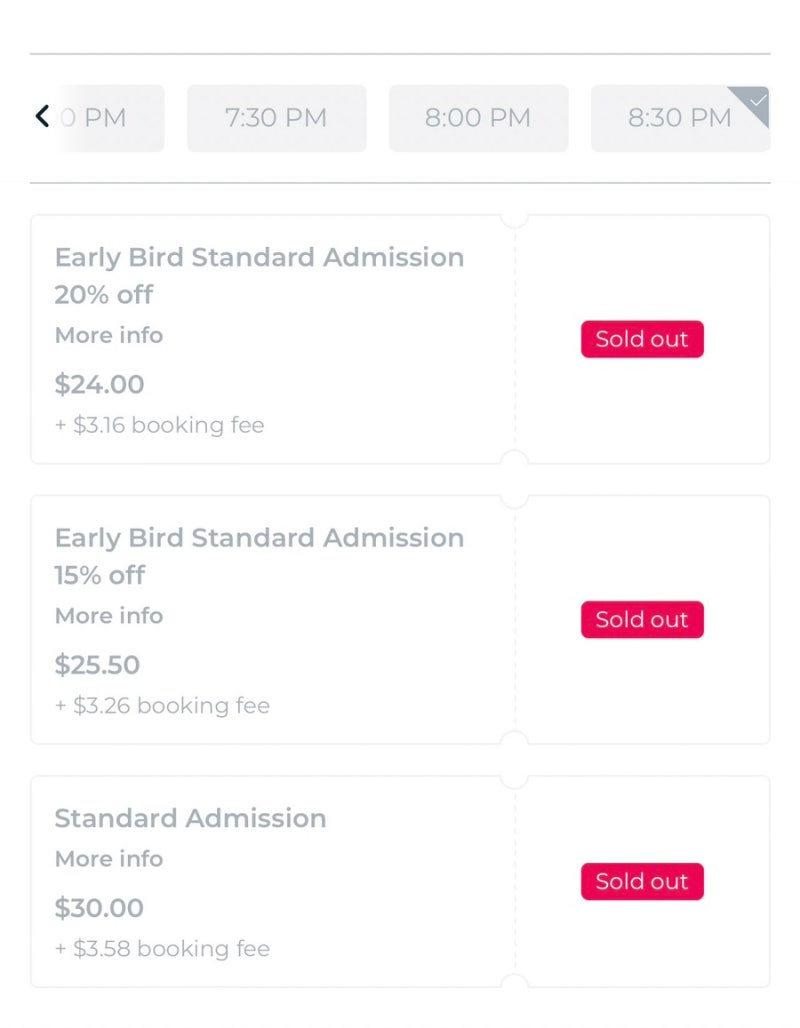 0 PM
7:30 PM
8:00 PM
8:30 PM
Early Bird Standard Admission
20% off
More info
$24.00
+ $3.16 booking fee
Sold out
Early Bird Standard Admission
15% off
More info
$25.50
+ $3.26 booking fee
Sold out
Standard Admission
More info
$30.00
+ $3.58 booking fee
Sold out